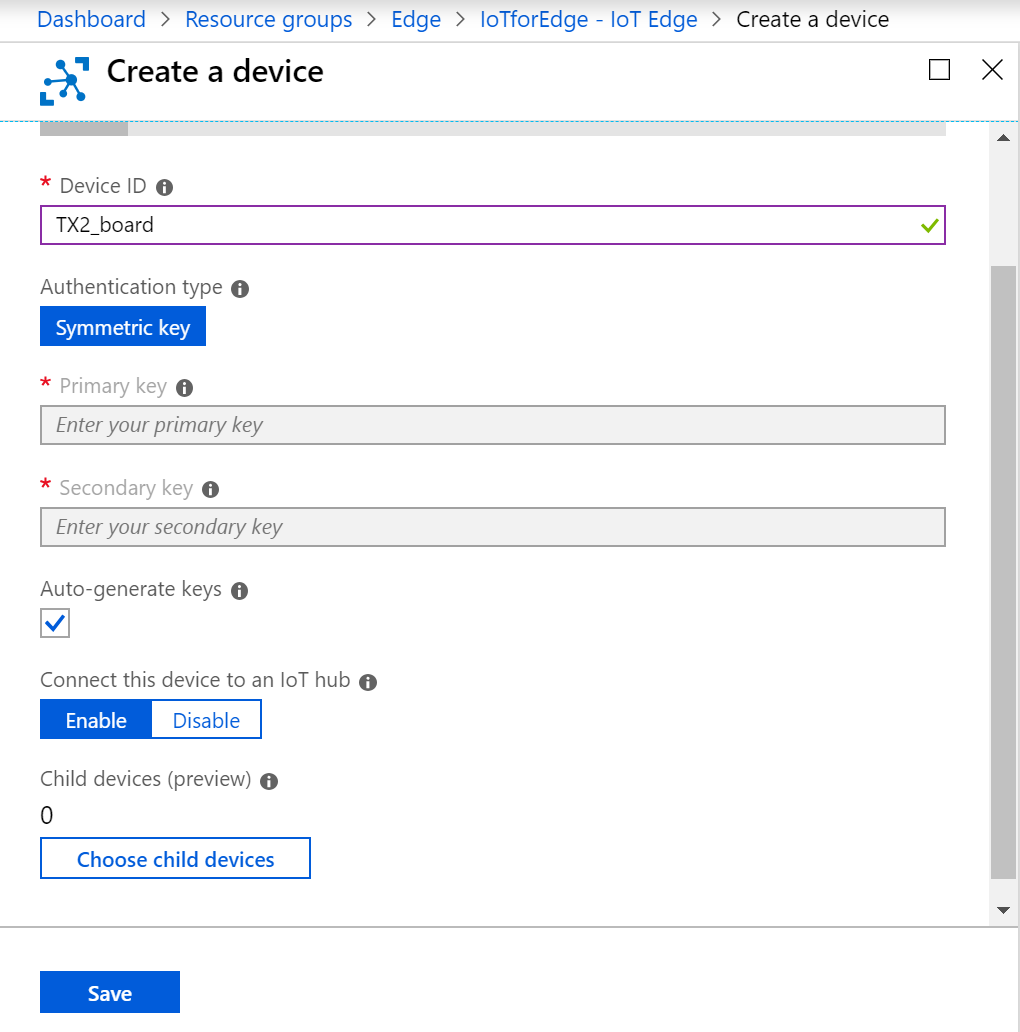 Dashboard > Resource groups > Edge > IoTforEdge - IoT Edge > Create a device
Create a device
* Device ID
TX2_board
Authentication type
Symmetric key
* Primary key
Enter your primary key
* Secondary key
Enter your secondary key
Auto-generate keys
Connect this device to an IoT hub
Enable Disable
Child devices (preview)
0
Choose child devices
Save